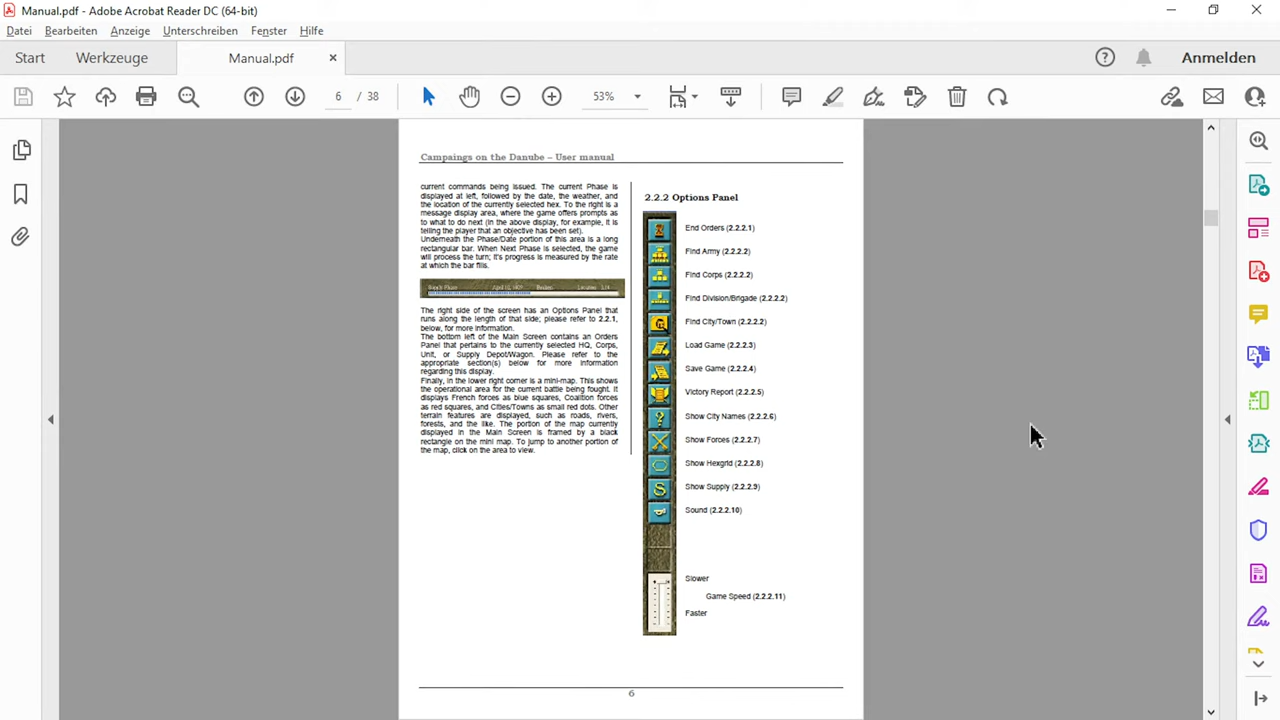 Manual.pdf - Adobe Acrobat Reader DC (64-bit)
Datei Bearbeiten Anzeige Unterschreiben Fenster Hilfe
Start Werkzeuge Manual.pdf Anmelden
6 / 38 53%
Campaings on the Danube – User manual
current commands being issued. The current Phase is
displayed at left, followed by the date, the weather, and
the location of the currently selected hex. To the right is a
message display area, where the game offers prompts as
to what to do next (in the above display, for example, it is
telling the player that an objective has been set).
Underneath the Phase/Date portion of this area is a long
rectangular bar. When Next Phase is selected, the game
will process the turn; it's progress is measured by the rate
at which the bar fills.
The right side of the screen has an Options Panel that
runs along the length of that side; please refer to 2.2.1,
below, for more information.
The bottom left of the Main Screen contains an Orders
Panel that pertains to the currently selected HQ, Corps,
Unit, or Supply Depot/Wagon. Please refer to the
appropriate section(s) below for more information
regarding this display.
Finally, in the lower right corner is a mini-map. This shows
the operational area for the current battle being fought. It
displays French forces as blue squares, Coalition forces
as red squares, and Cities/Towns as small red dots. Other
terrain features are displayed, such as roads, rivers,
forests, and the like. The portion of the map currently
displayed in the Main Screen is framed by a black
rectangle on the mini map. To jump to another portion of
the map, click on the area to view.
2.2.2 Options Panel
End Orders (2.2.2.1)
Find Army (2.2.2.2)
Find Corps (2.2.2.2)
Find Division/Brigade (2.2.2.2)
Find City/Town (2.2.2.2)
Load Game (2.2.2.3)
Save Game (2.2.2.4)
Victory Report (2.2.2.5)
Show City Names (2.2.2.6)
Show Forces (2.2.2.7)
Show Hexgrid (2.2.2.8)
Show Supply (2.2.2.9)
Sound (2.2.2.10)
Slower
Game Speed (2.2.2.11)
Faster
6